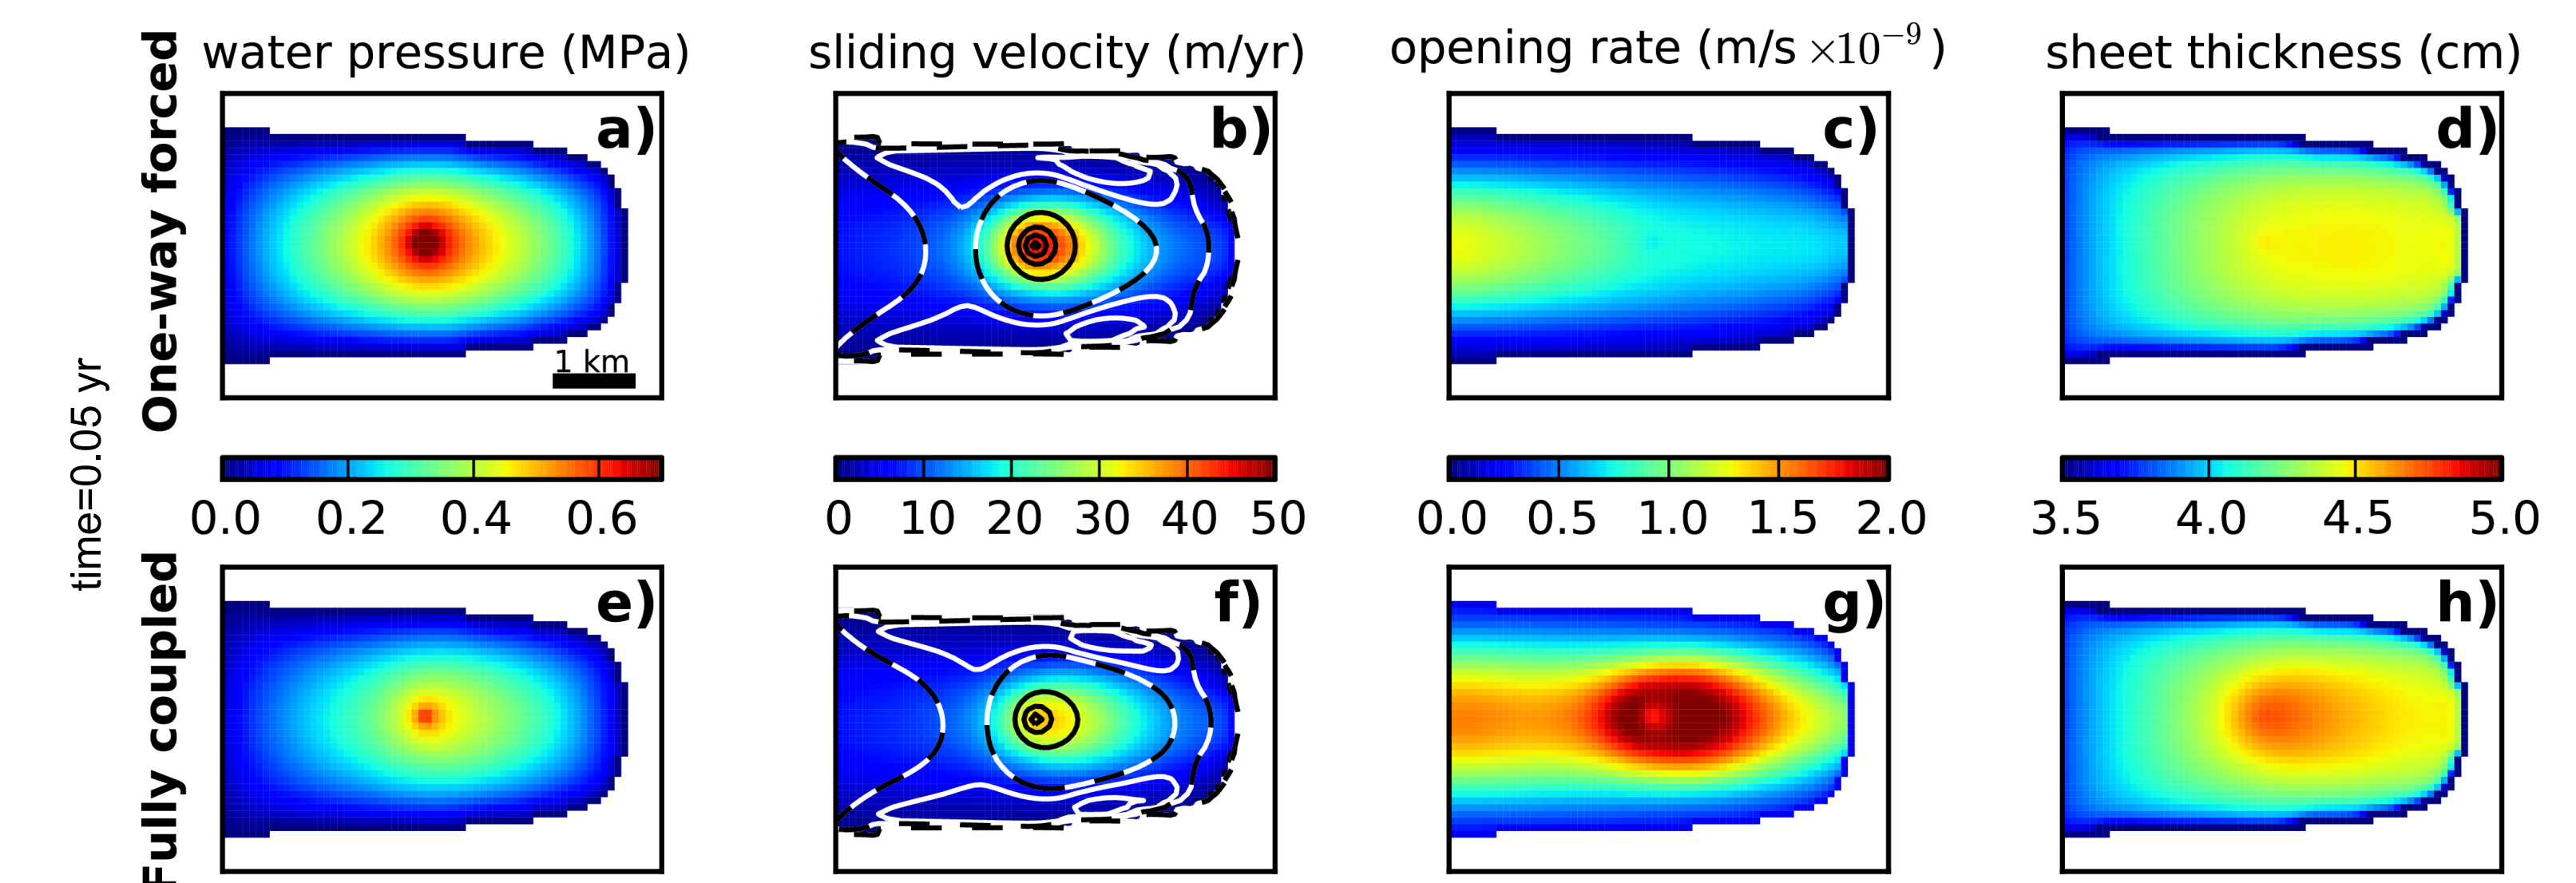 water pressure (MPa)
sliding velocity (m/yr)
opening rate (m/s ×10⁻⁹)
sheet thickness (cm)
time=0.05 yr
One-way forced
a)
1 km
b)
c)
d)
0.0 0.2 0.4 0.6
0 10 20 30 40 50
0.0 0.5 1.0 1.5 2.0
3.5 4.0 4.5 5.0
Fully coupled
e)
f)
g)
h)